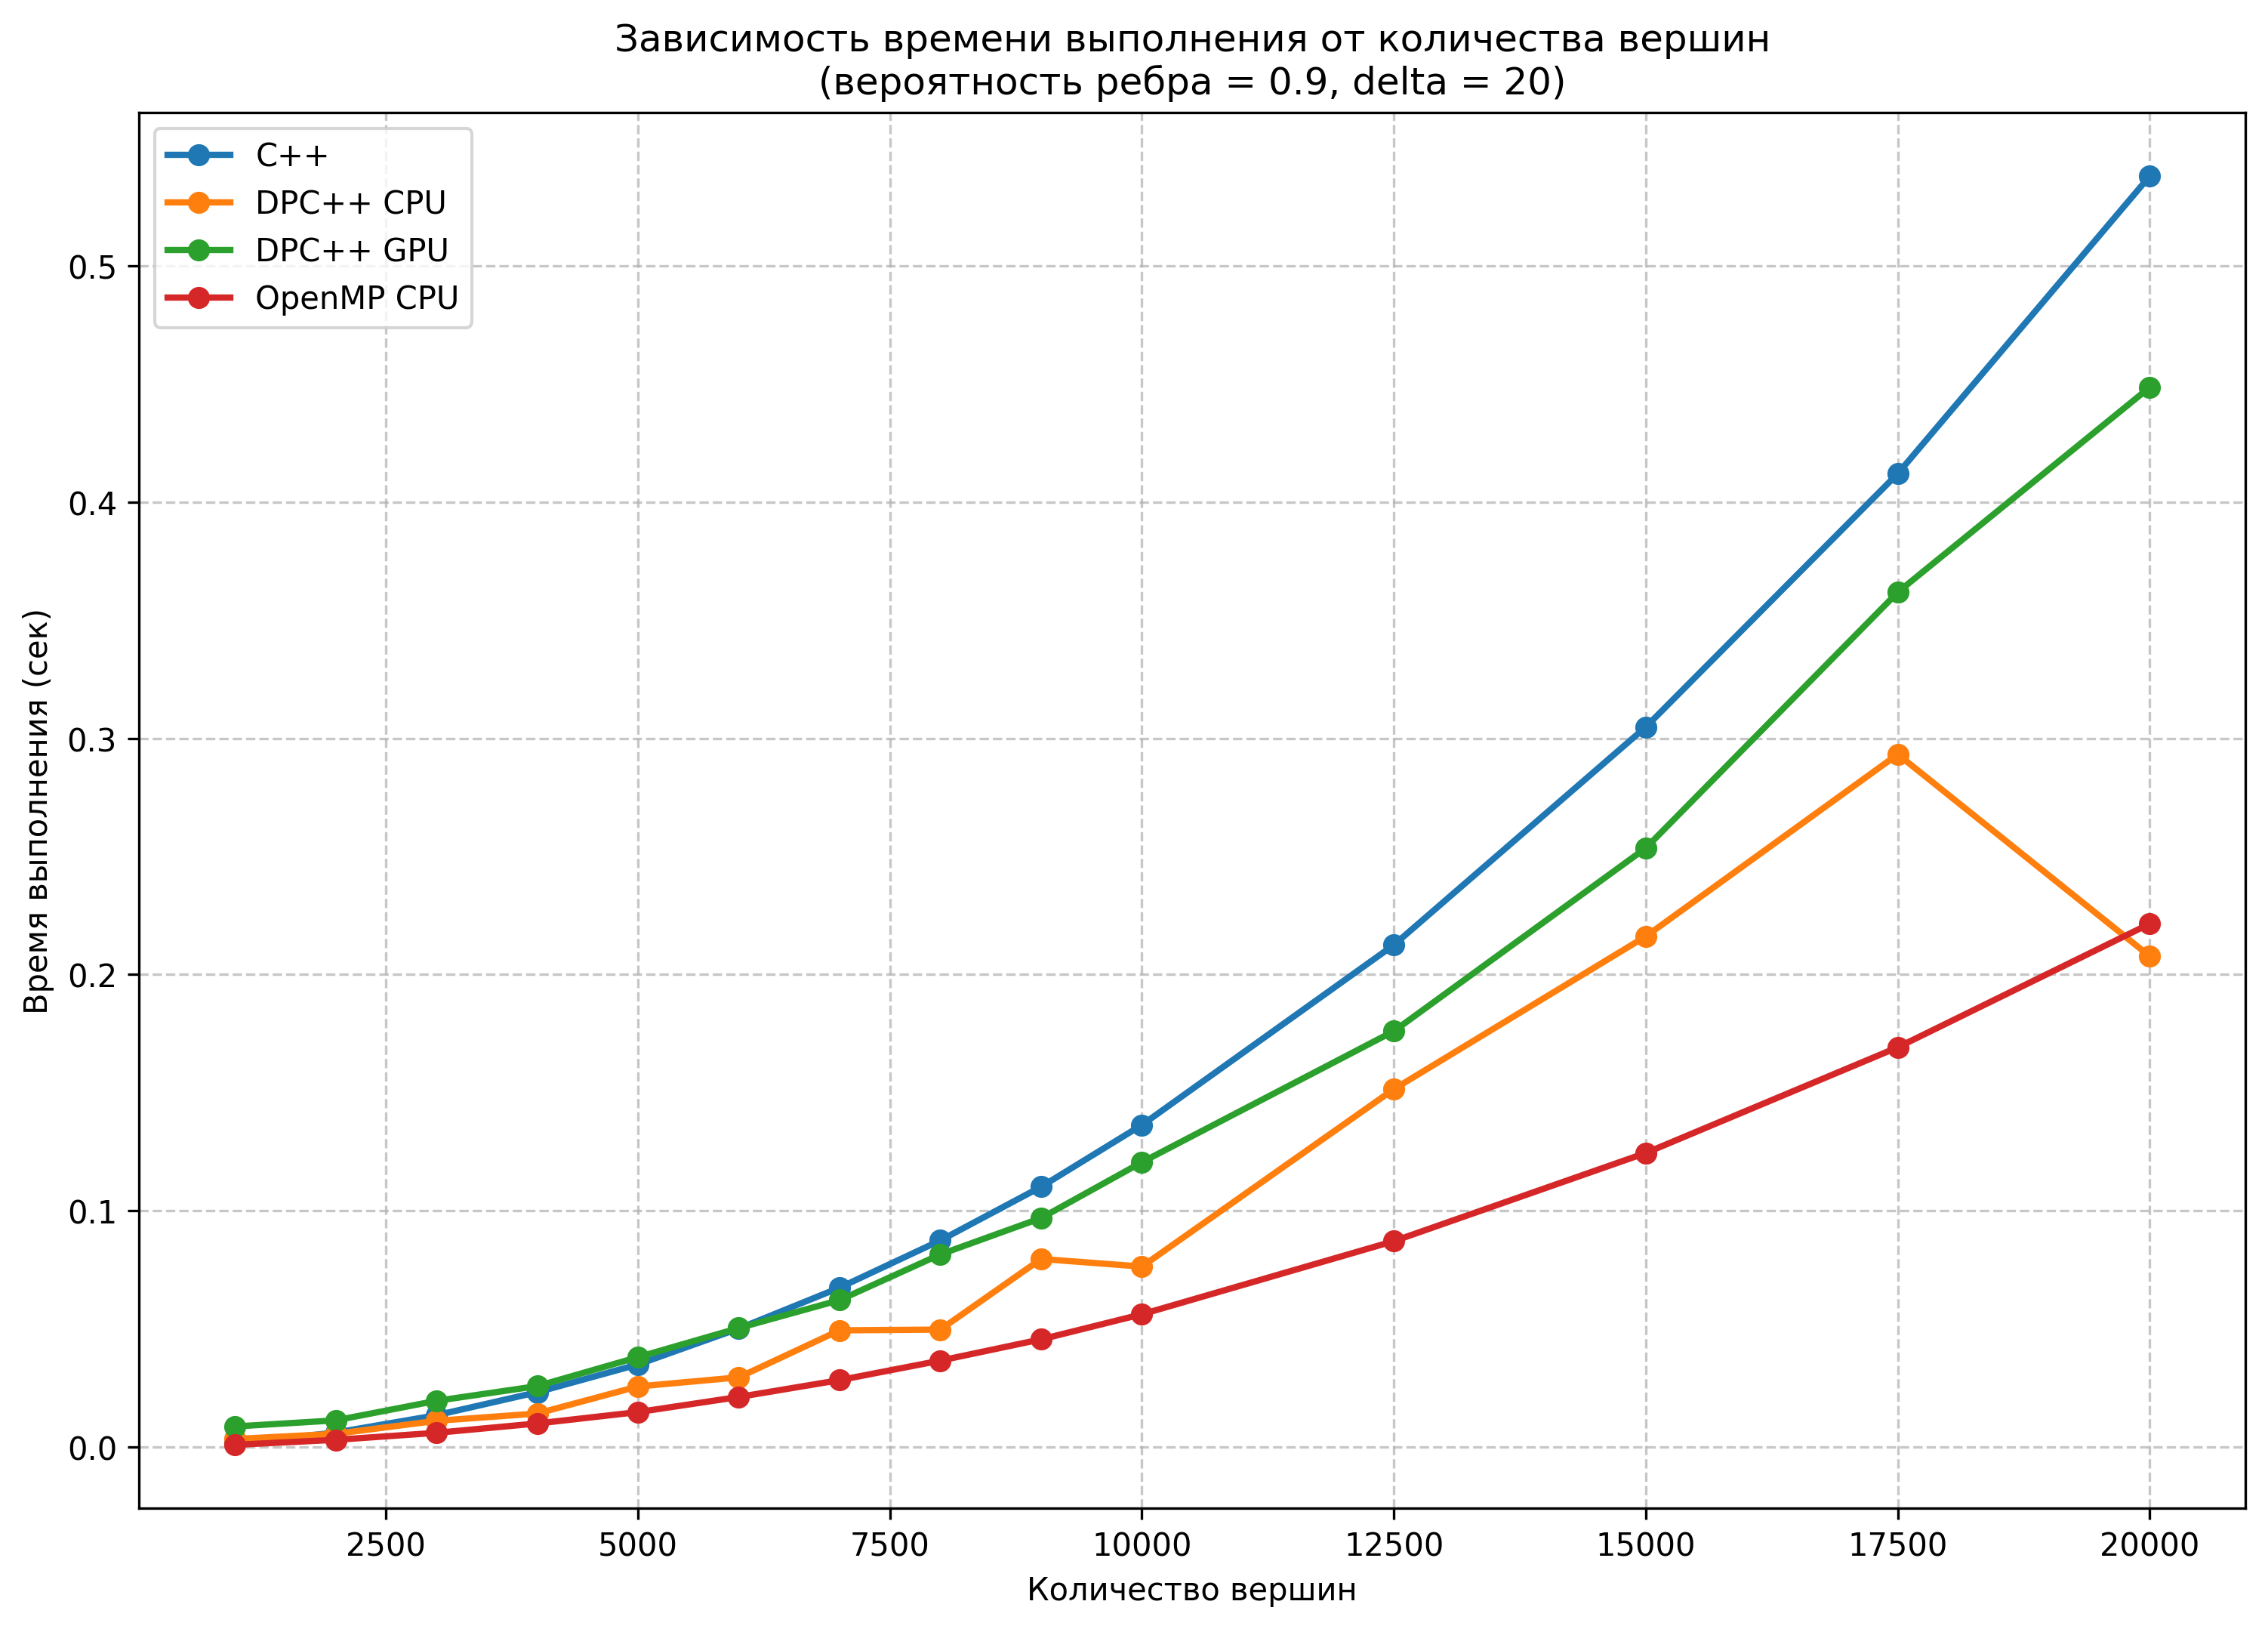 Зависимость времени выполнения от количества вершин
(вероятность ребра = 0.9, delta = 20)
C++
DPC++ CPU
DPC++ GPU
OpenMP CPU
Время выполнения (сек)
0.5
0.4
0.3
0.2
0.1
0.0
2500 5000 7500 10000 12500 15000 17500 20000
Количество вершин